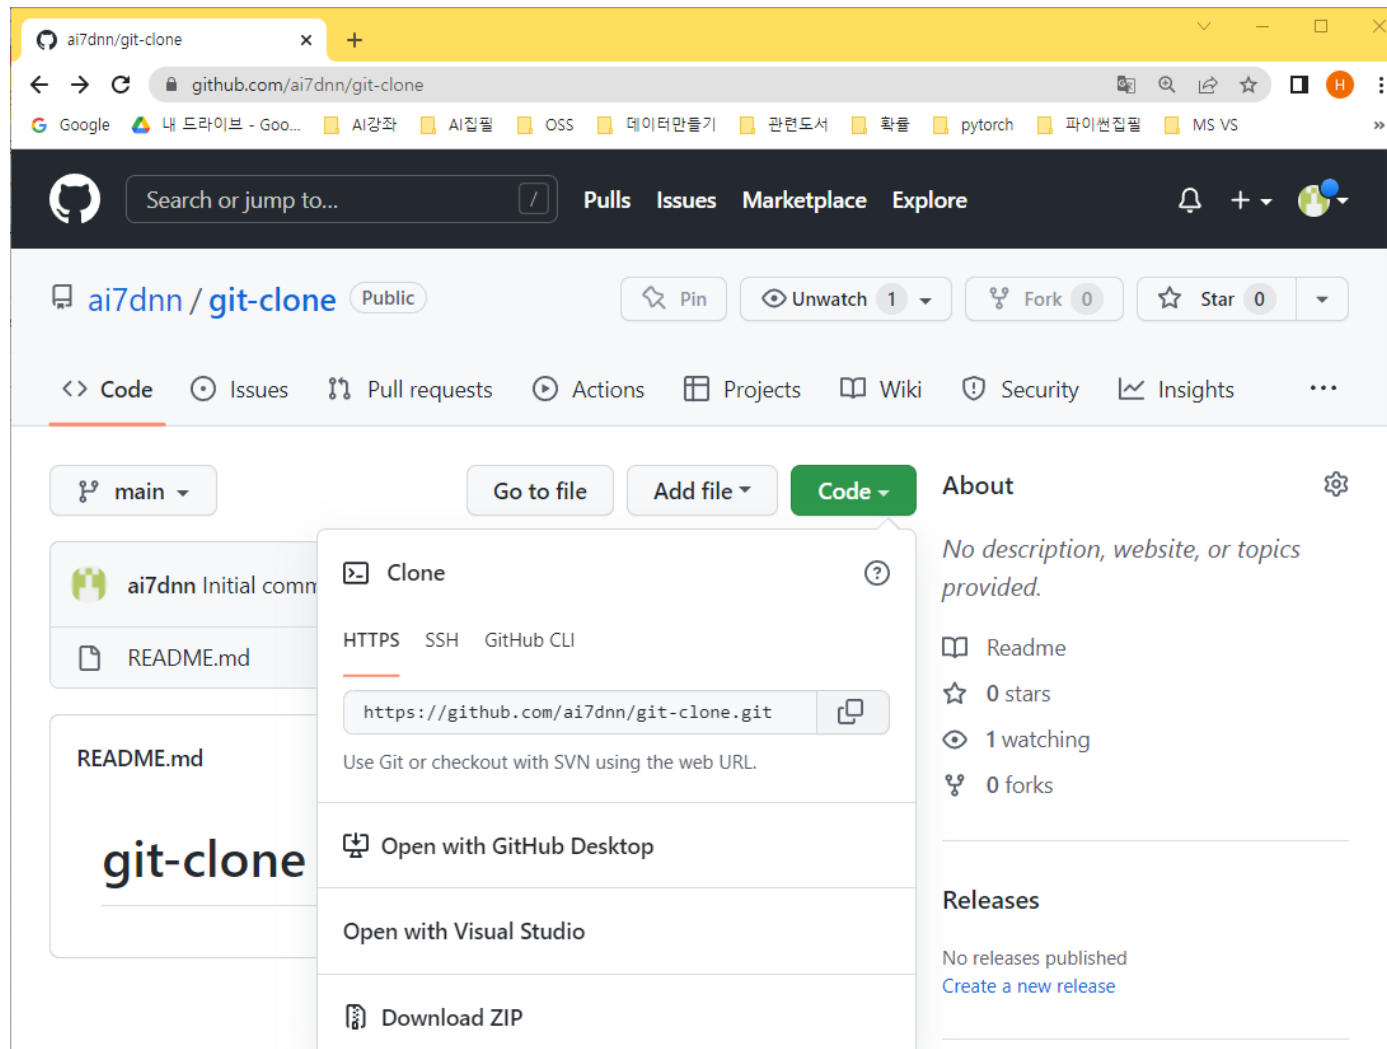 ai7dnn/git-clone
github.com/ai7dnn/git-clone
H
Google 내 드라이브 - Goo... AI강좌 AI집필 OSS 데이터만들기 관련도서 확률 pytorch 파이썬집필 MS VS »
Search or jump to... / Pulls Issues Marketplace Explore
ai7dnn / git-clone Public Pin Unwatch 1 Fork 0 Star 0
Code Issues Pull requests Actions Projects Wiki Security Insights ...
main Go to file Add file Code
About
No description, website, or topics
provided.
Readme
0 stars
1 watching
0 forks
Releases
No releases published
Create a new release
ai7dnn Initial comm
README.md
README.md
git-clone
Clone
HTTPS SSH GitHub CLI
https://github.com/ai7dnn/git-clone.git
Use Git or checkout with SVN using the web URL.
Open with GitHub Desktop
Open with Visual Studio
Download ZIP